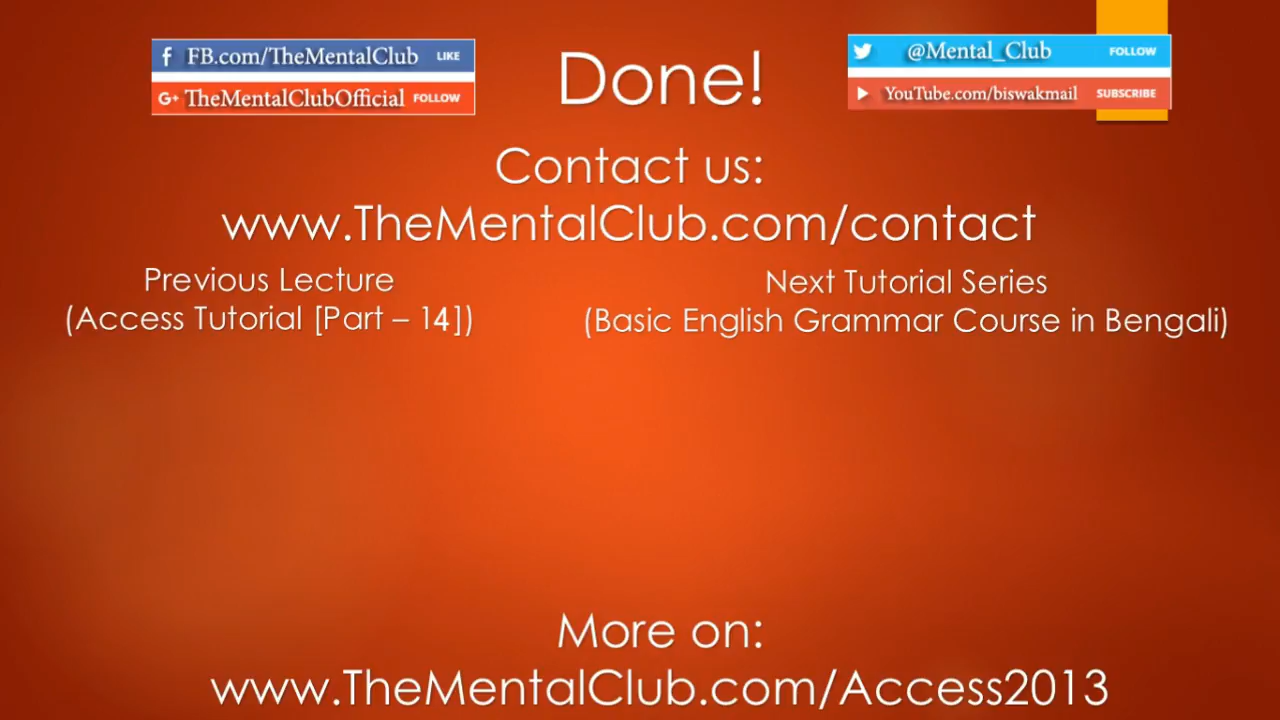 FB.com/TheMentalClub LIKE
G+ TheMentalClubOfficial FOLLOW
Done!
@Mental_Club FOLLOW
YouTube.com/biswakmail SUBSCRIBE
Contact us:
www.TheMentalClub.com/contact
Previous Lecture
(Access Tutorial [Part – 14])
Next Tutorial Series
(Basic English Grammar Course in Bengali)
More on:
www.TheMentalClub.com/Access2013